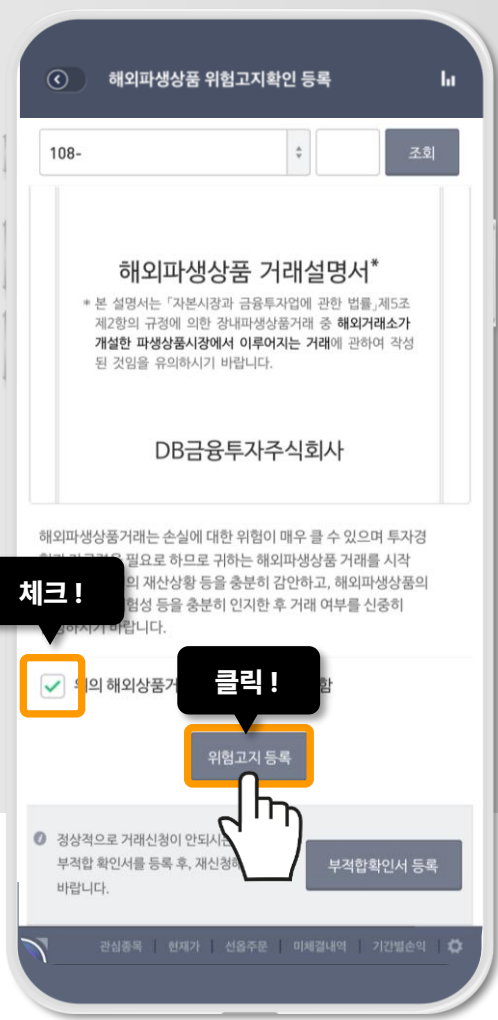 해외파생상품 위험고지확인 등록
108-
조회
해외파생상품 거래설명서*
* 본 설명서는 「자본시장과 금융투자업에 관한 법률」제5조
제2항의 규정에 의한 장내파생상품거래 중 해외거래소가
개설한 파생상품시장에서 이루어지는 거래에 관하여 작성
된 것임을 유의하시기 바랍니다.
DB금융투자주식회사
해외파생상품거래는 손실에 대한 위험이 매우 클 수 있으며 투자경
필요로 하므로 귀하는 해외파생상품 거래를 시작
의 재산상황 등을 충분히 감안하고, 해외파생상품의
험성 등을 충분히 인지한 후 거래 여부를 신중히
바랍니다.
체크 !
의 해외상품거
함
클릭 !
위험고지 등록
정상적으로 거래신청이 안되시는
부적합 확인서를 등록 후, 재신청
바랍니다.
부적합확인서 등록
관심종목 | 현재가 | 선옵주문 | 미체결내역 | 기간별손익